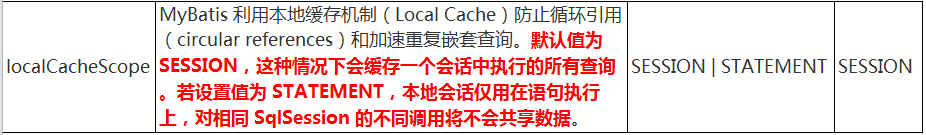 MyBatis 利用本地缓存机制（Local Cache）防止循环引用
（circular references）和加速重复嵌套查询。默认值为
localCacheScope SESSION，这种情况下会缓存一个会话中执行的所有查询 SESSION | STATEMENT SESSION
。若设置值为 STATEMENT，本地会话仅用在语句执行
上，对相同 SqlSession 的不同调用将不会共享数据。